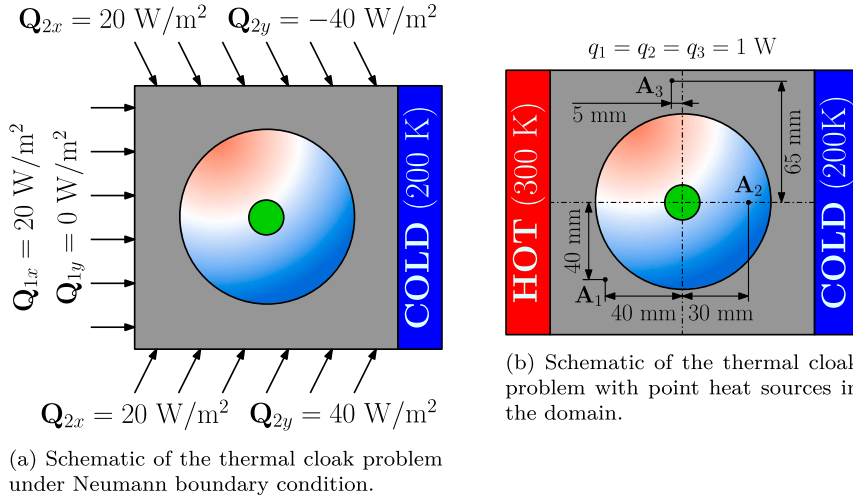 Q₂ₓ = 20 W/m² Q₂ᵧ = −40 W/m²
Q₁ₓ = 20 W/m²
Q₁ᵧ = 0 W/m²
COLD (200 K)
Q₂ₓ = 20 W/m² Q₂ᵧ = 40 W/m²
(a) Schematic of the thermal cloak problem
under Neumann boundary condition.
q₁ = q₂ = q₃ = 1 W
HOT (300 K)
A₃
5 mm
65 mm
A₂
40 mm
A₁
40 mm
30 mm
COLD (200K)
(b) Schematic of the thermal cloak
problem with point heat sources in
the domain.